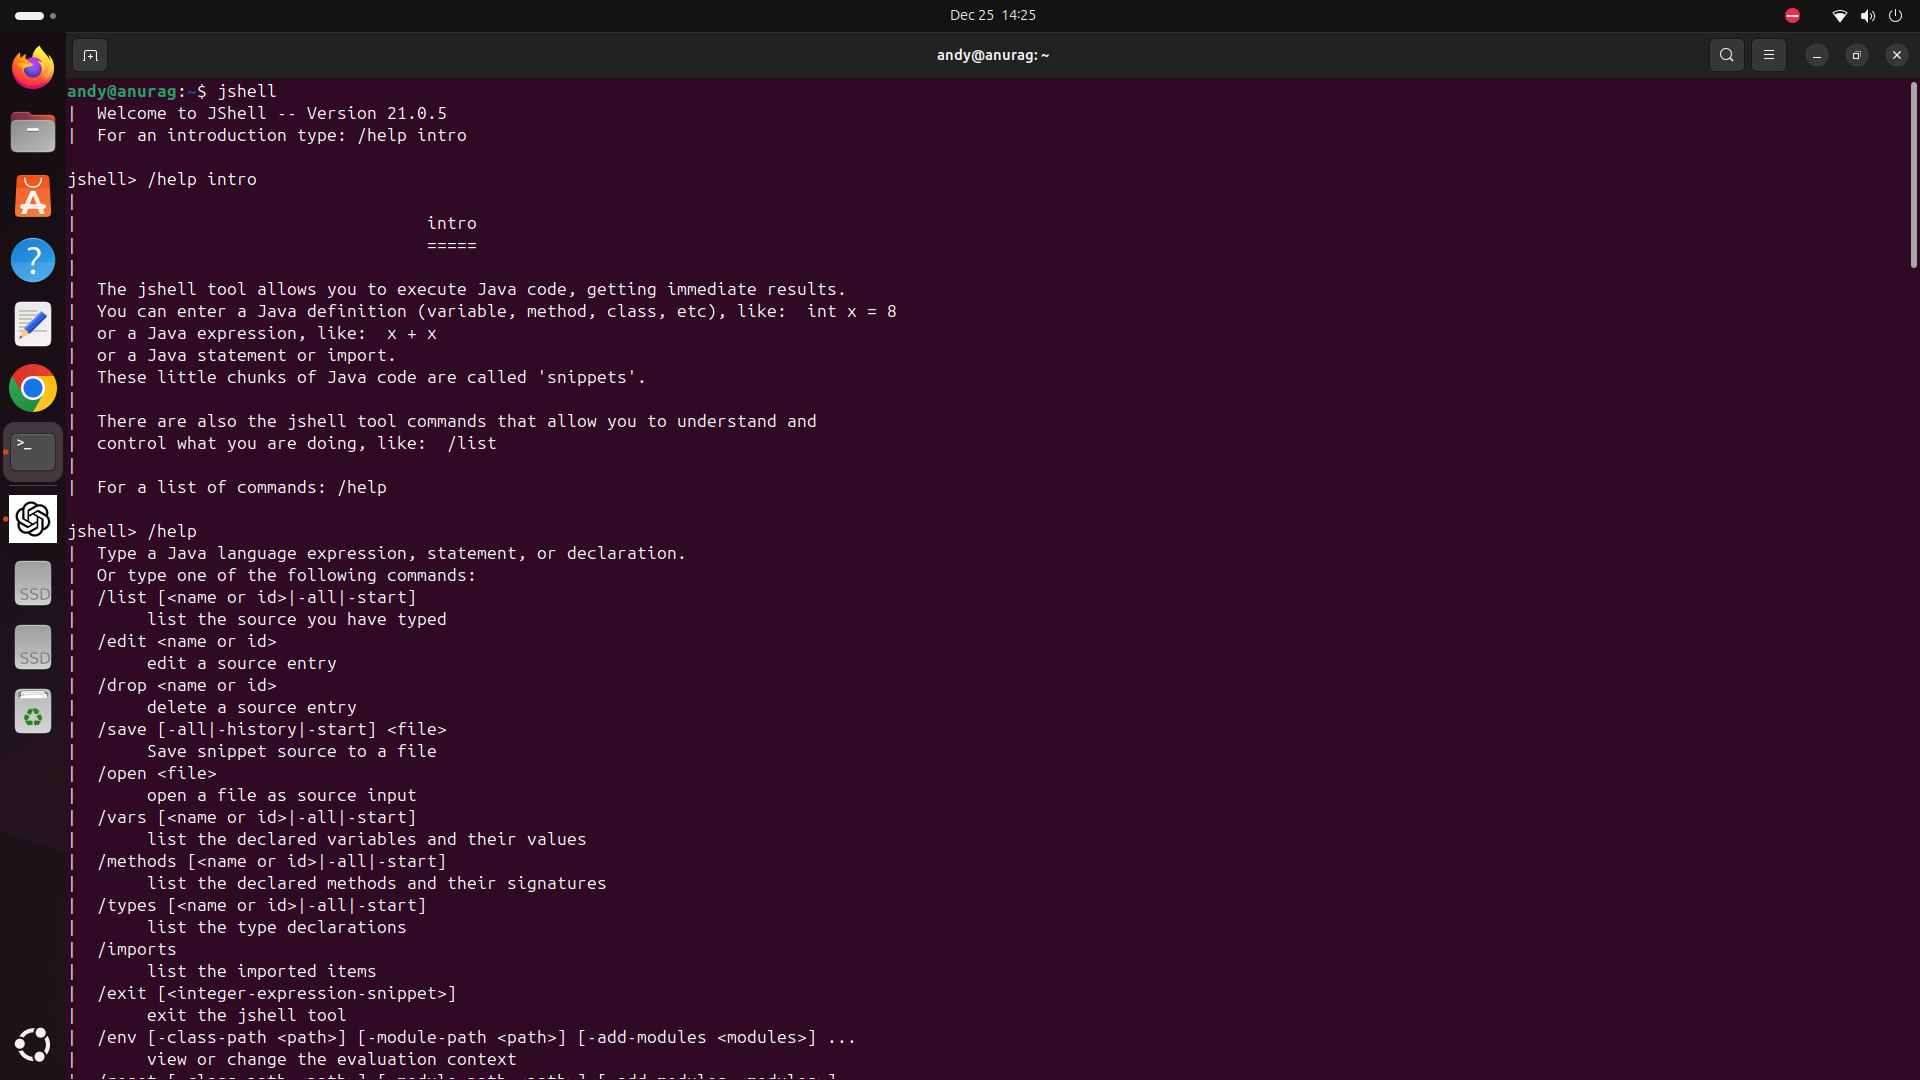 Dec 25 14:25
andy@anurag: ~
andy@anurag:~$ jshell
|  Welcome to JShell -- Version 21.0.5
|  For an introduction type: /help intro
jshell> /help intro
|
|                                   intro
|                                   =====
|
|  The jshell tool allows you to execute Java code, getting immediate results.
|  You can enter a Java definition (variable, method, class, etc), like:  int x = 8
|  or a Java expression, like:  x + x
|  or a Java statement or import.
|  These little chunks of Java code are called 'snippets'.
|
|  There are also the jshell tool commands that allow you to understand and
|  control what you are doing, like:  /list
|
|  For a list of commands: /help
jshell> /help
|  Type a Java language expression, statement, or declaration.
|  Or type one of the following commands:
|  /list [<name or id>|-all|-start]
|       list the source you have typed
|  /edit <name or id>
|       edit a source entry
|  /drop <name or id>
|       delete a source entry
|  /save [-all|-history|-start] <file>
|       Save snippet source to a file
|  /open <file>
|       open a file as source input
|  /vars [<name or id>|-all|-start]
|       list the declared variables and their values
|  /methods [<name or id>|-all|-start]
|       list the declared methods and their signatures
|  /types [<name or id>|-all|-start]
|       list the type declarations
|  /imports
|       list the imported items
|  /exit [<integer-expression-snippet>]
|       exit the jshell tool
|  /env [-class-path <path>] [-module-path <path>] [-add-modules <modules>] ...
|       view or change the evaluation context
|  /reset [-class-path <path>] [-module-path <path>] [-add-modules <modules>]...
SSD
SSD